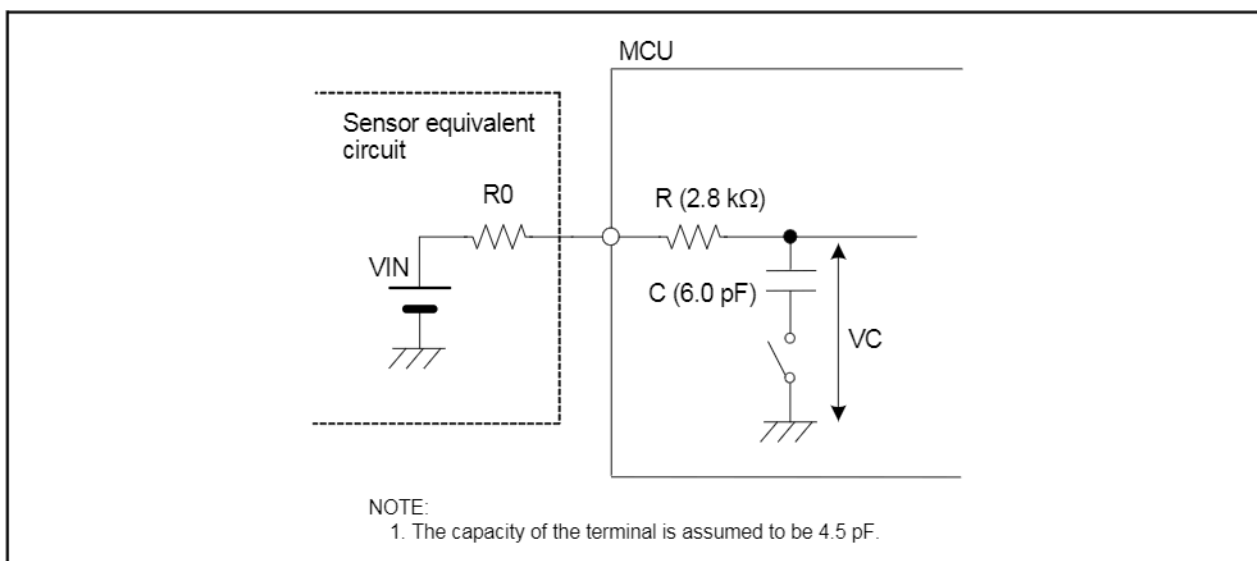 MCU
Sensor equivalent
circuit
R0
R (2.8 kΩ)
VIN
C (6.0 pF)
VC
NOTE:
1. The capacity of the terminal is assumed to be 4.5 pF.